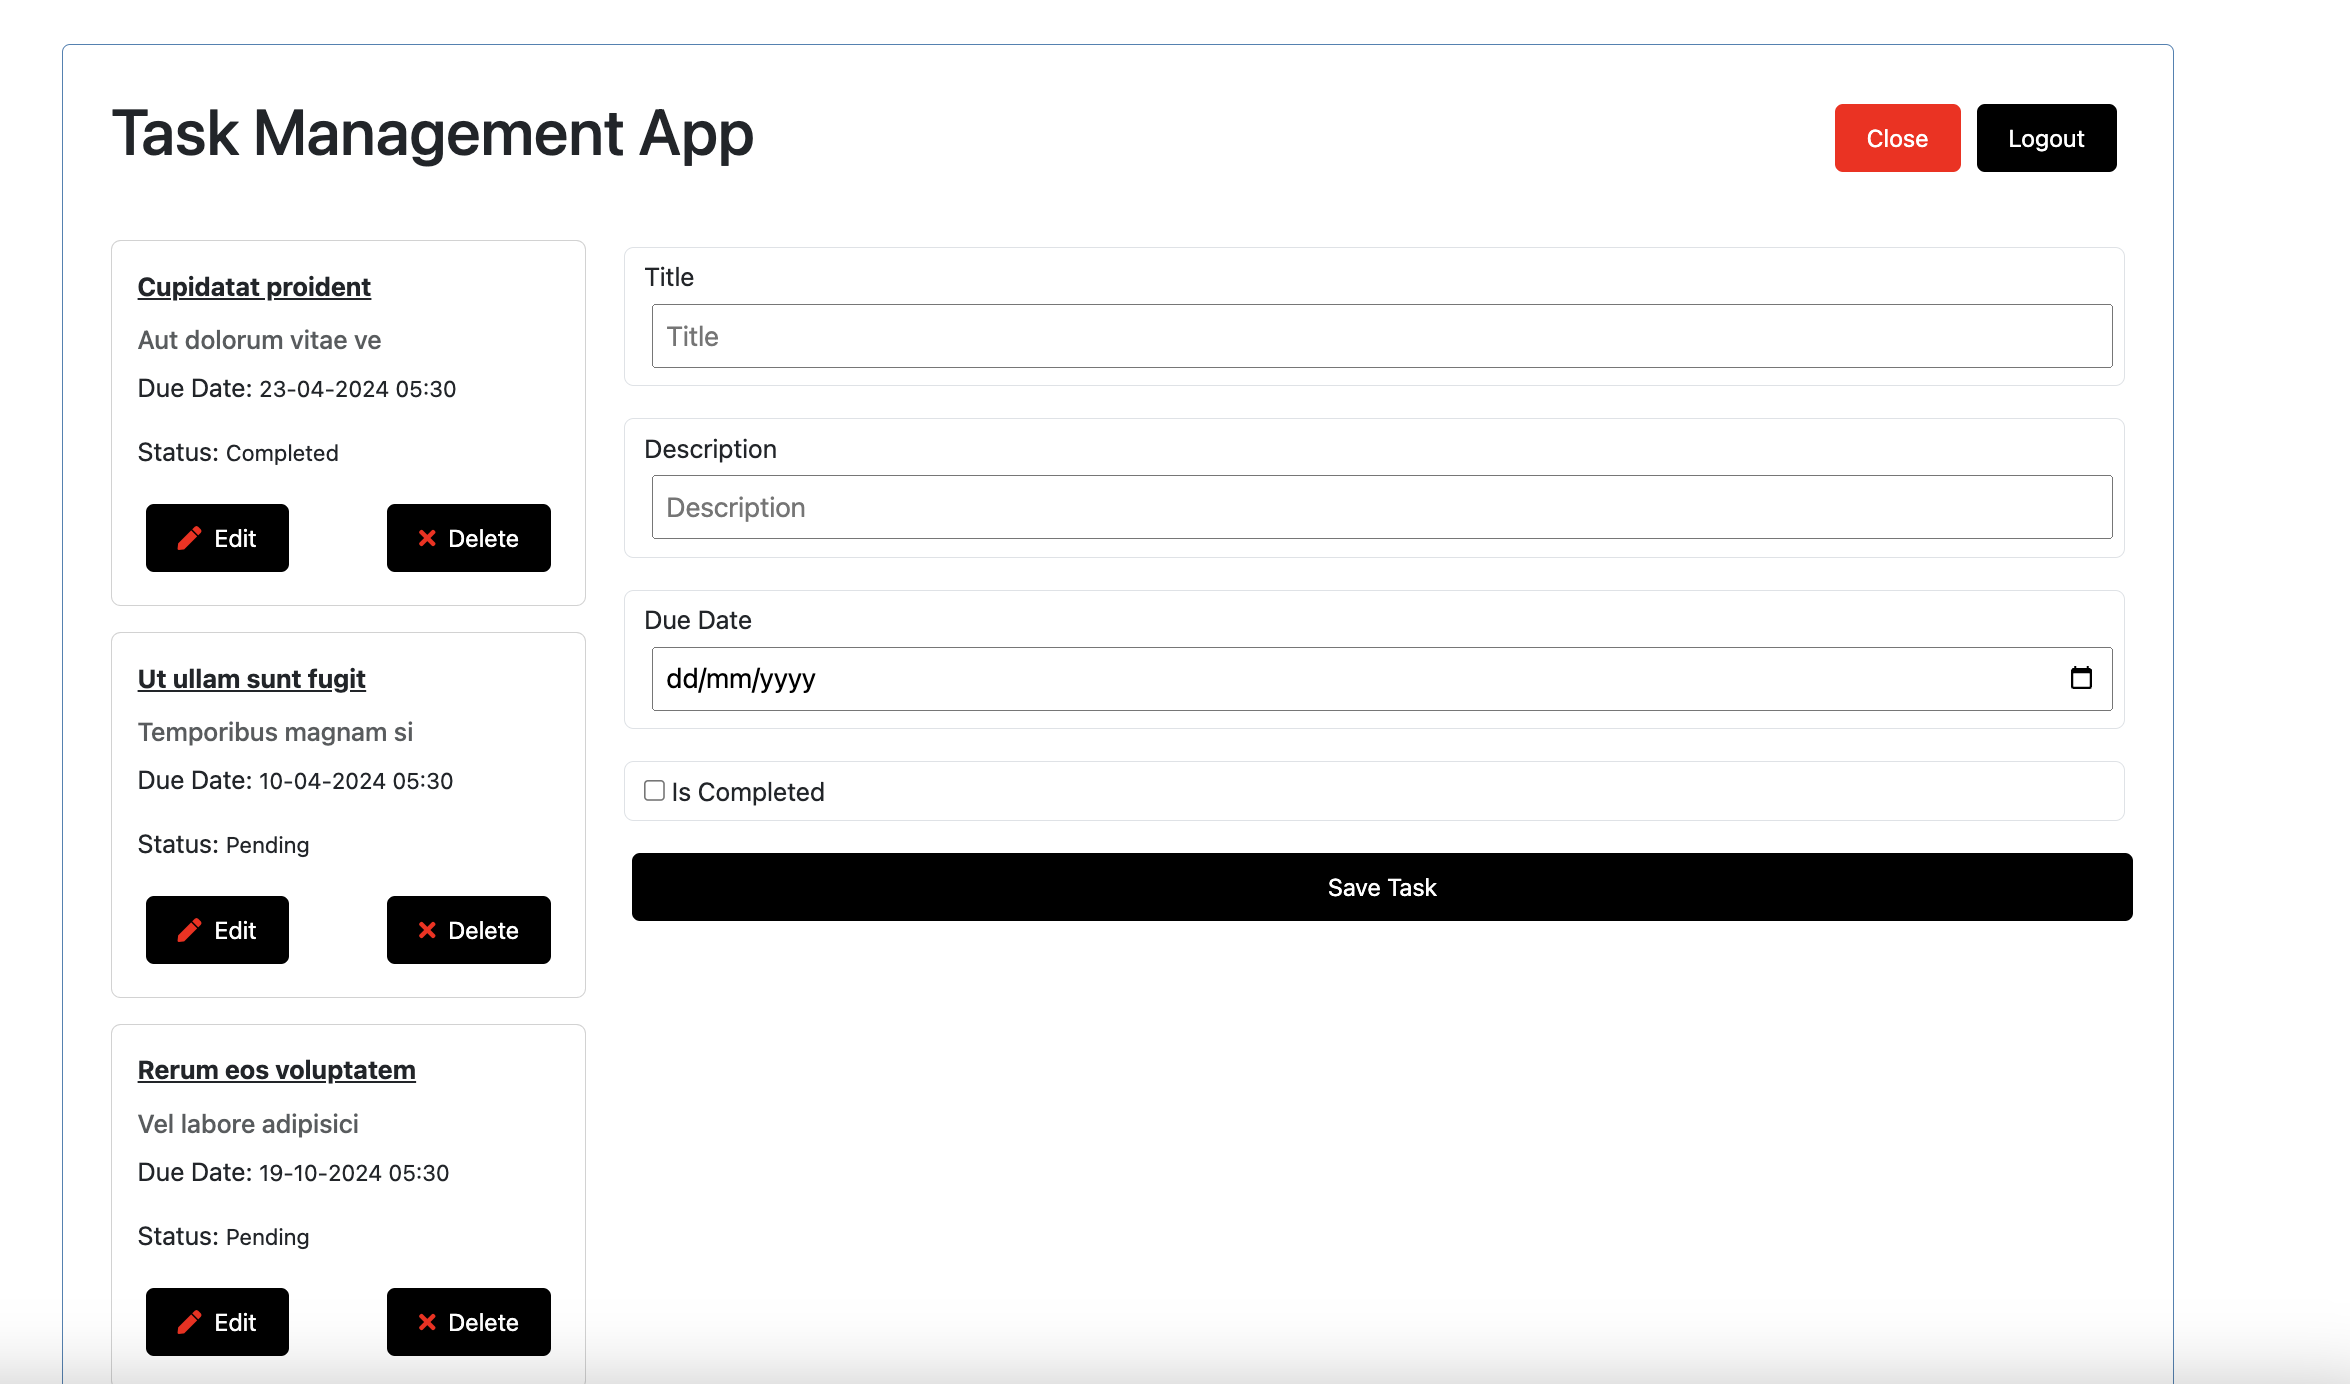 Task Management App
Close
Logout
Cupidatat proident
Aut dolorum vitae ve
Due Date: 23-04-2024 05:30
Status: Completed
Edit
Delete
Ut ullam sunt fugit
Temporibus magnam si
Due Date: 10-04-2024 05:30
Status: Pending
Edit
Delete
Rerum eos voluptatem
Vel labore adipisici
Due Date: 19-10-2024 05:30
Status: Pending
Edit
Delete
Title
Title
Description
Description
Due Date
dd/mm/yyyy
Is Completed
Save Task